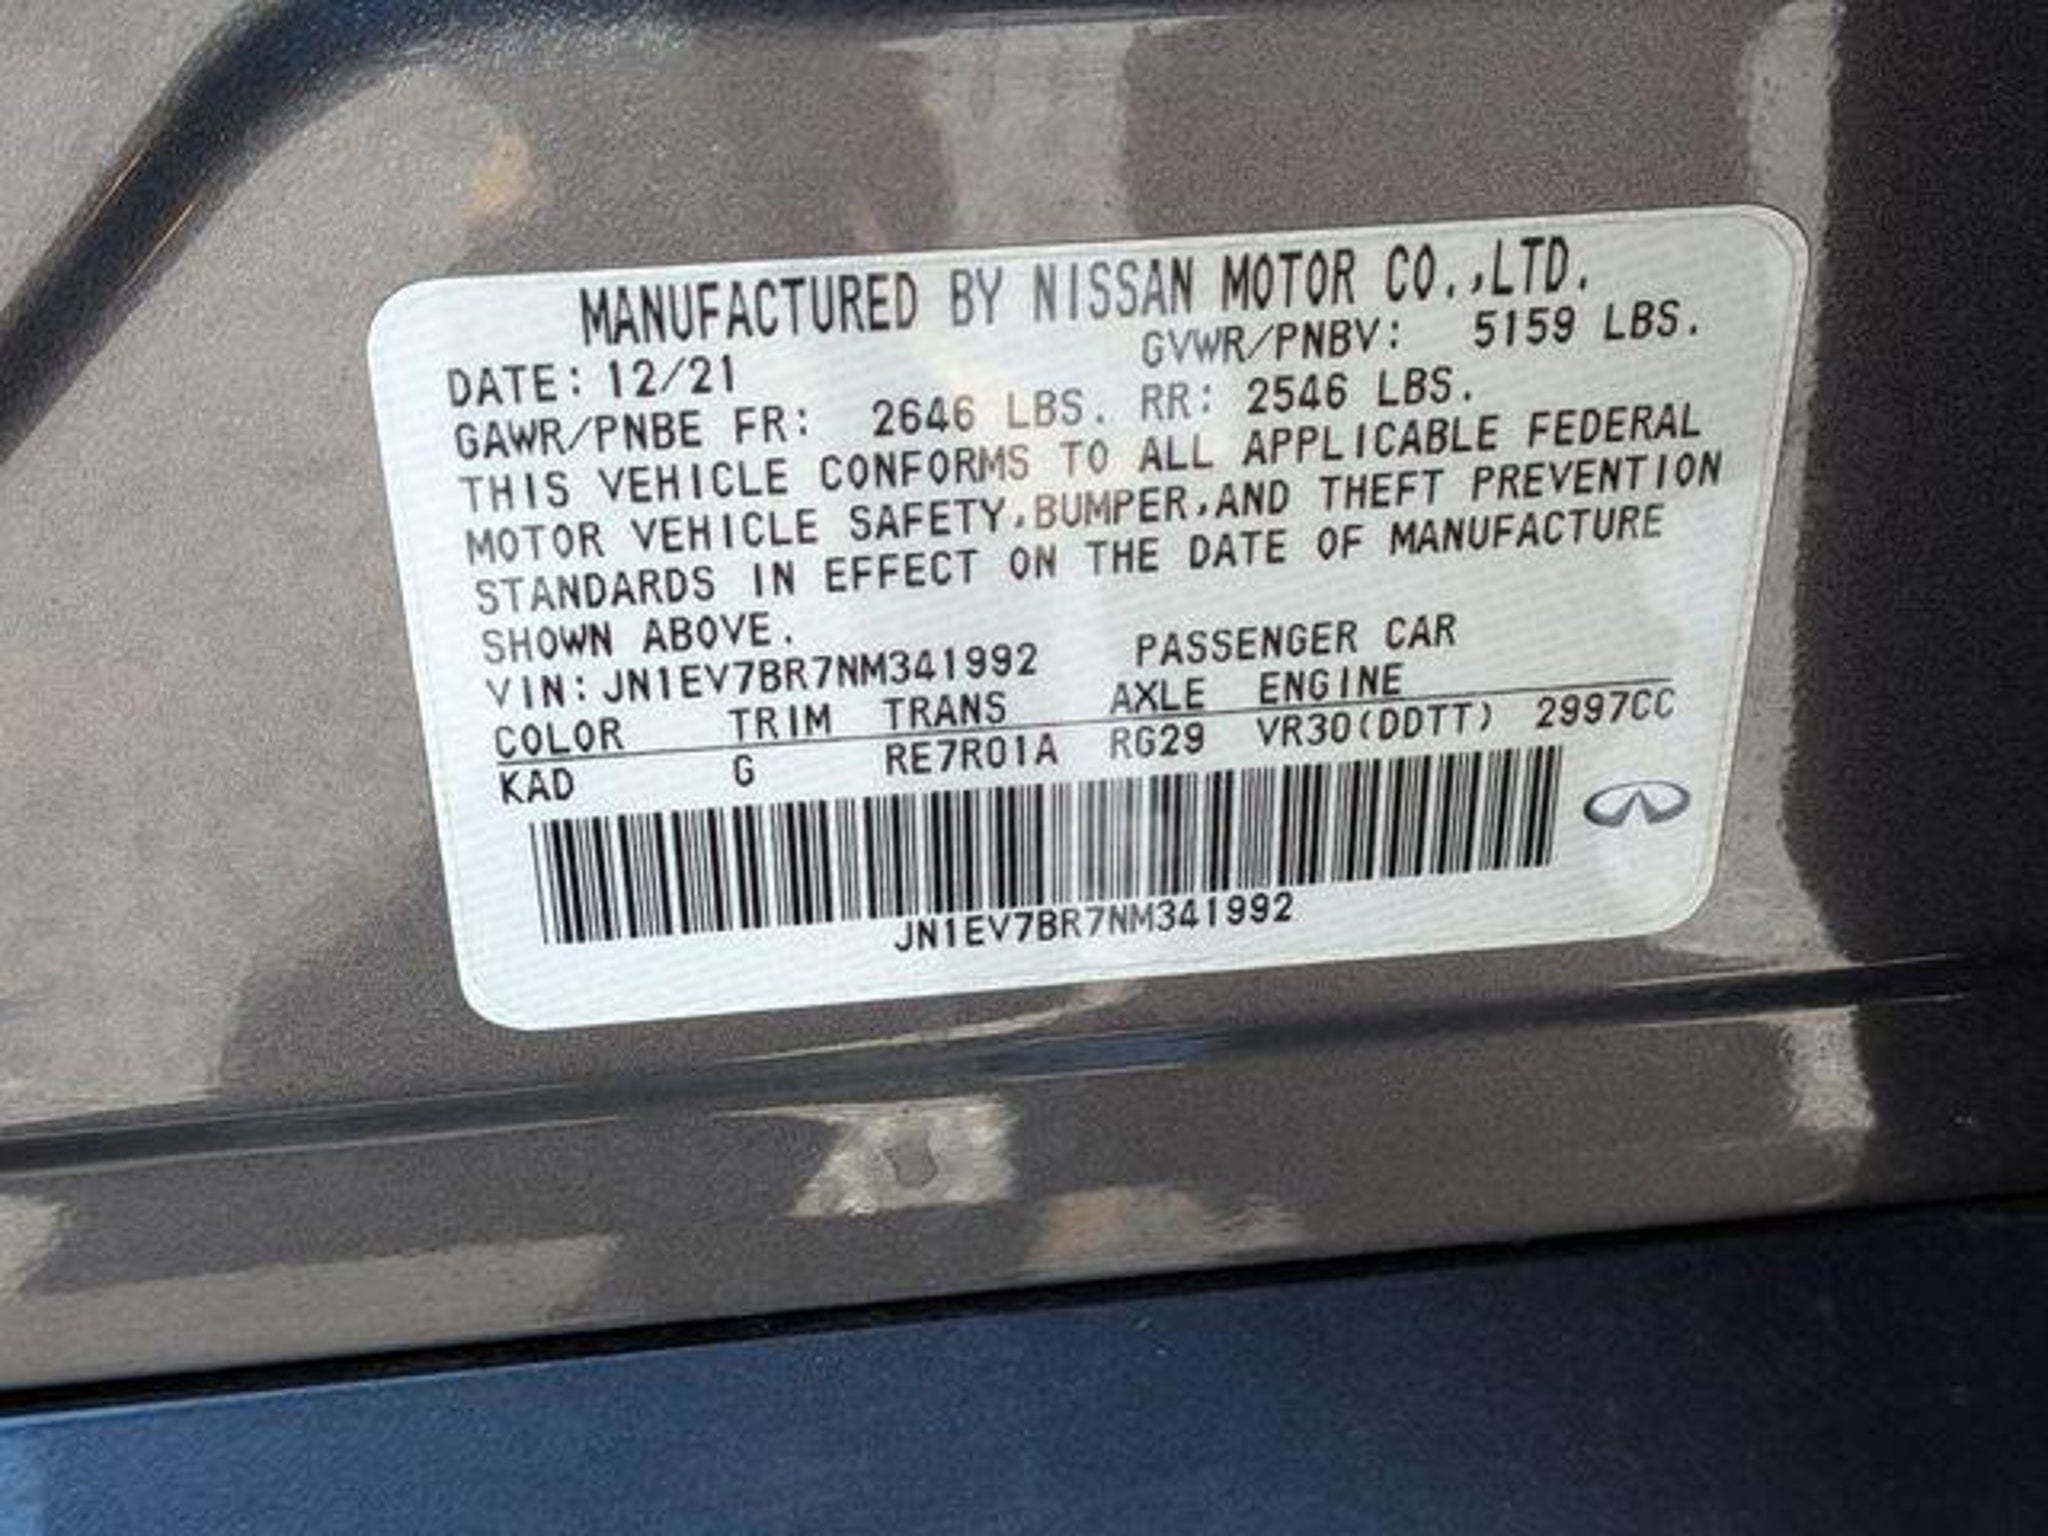 MANUFACTURED BY NISSAN MOTOR CO.,LTD.
DATE: 12/21 GVWR/PNBV: 5159 LBS.
GAWR/PNBE FR: 2646 LBS. RR: 2546 LBS.
THIS VEHICLE CONFORMS TO ALL APPLICABLE FEDERAL
MOTOR VEHICLE SAFETY,BUMPER,AND THEFT PREVENTION
STANDARDS IN EFFECT ON THE DATE OF MANUFACTURE
SHOWN ABOVE.
VIN: JN1EV7BR7NM341992 PASSENGER CAR
COLOR TRIM TRANS AXLE ENGINE
KAD G RE7R01A RG29 VR30(DDTT) 2997CC
JN1EV7BR7NM341992